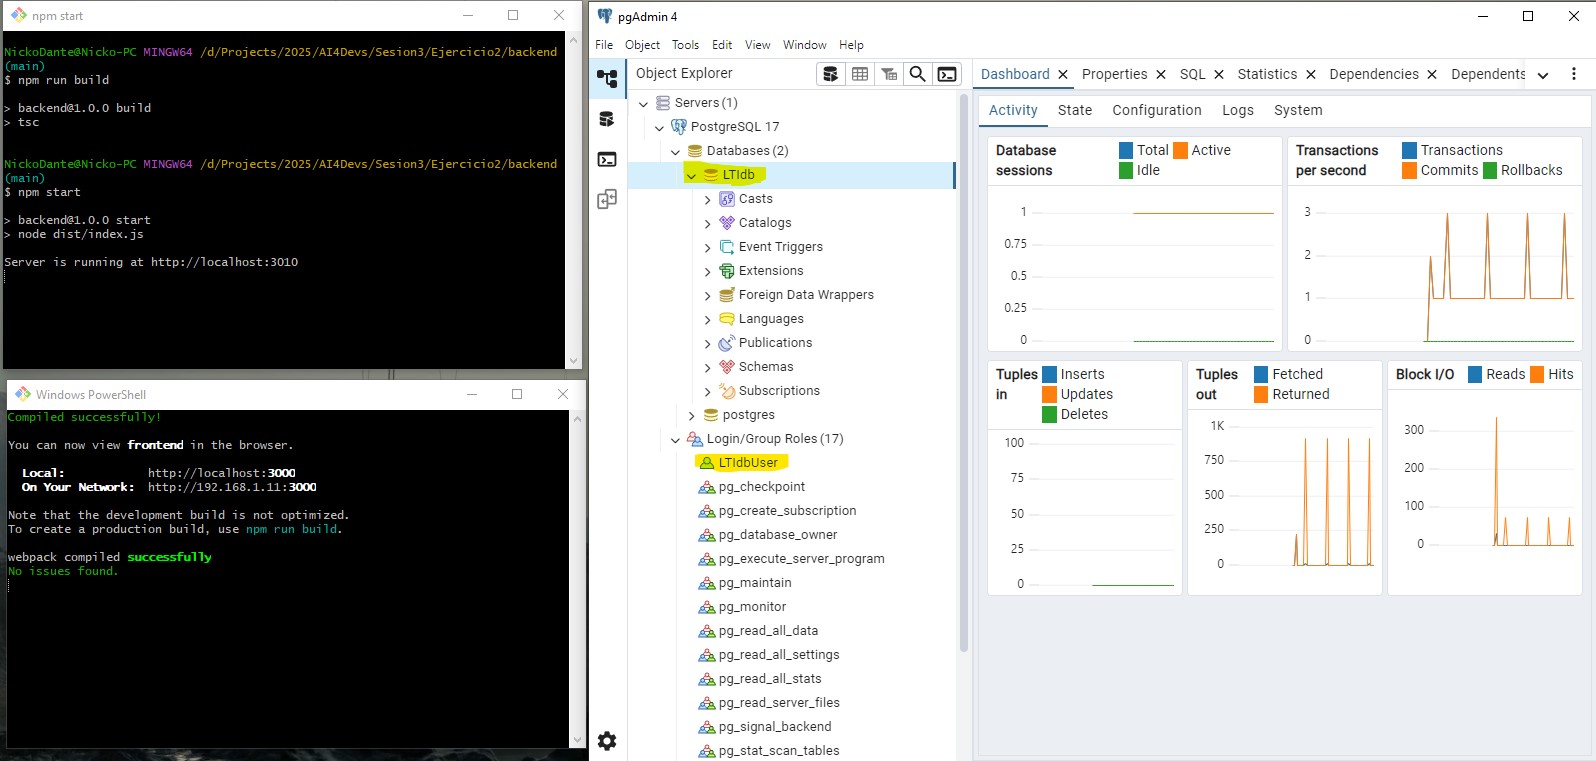 npm start
NickoDante@Nicko-PC MINGW64 /d/Projects/2025/AI4Devs/Sesion3/Ejercicio2/backend
(main)
$ npm run build
> backend@1.0.0 build
> tsc
NickoDante@Nicko-PC MINGW64 /d/Projects/2025/AI4Devs/Sesion3/Ejercicio2/backend
(main)
$ npm start
> backend@1.0.0 start
> node dist/index.js
Server is running at http://localhost:3010
Windows PowerShell
Compiled successfully!
You can now view frontend in the browser.
Local: http://localhost:3000
On Your Network: http://192.168.1.11:3000
Note that the development build is not optimized.
To create a production build, use npm run build.
webpack compiled successfully
No issues found.
pgAdmin 4
File Object Tools Edit View Window Help
Object Explorer
Servers (1)
PostgreSQL 17
Databases (2)
LTIdb
Casts
Catalogs
Event Triggers
Extensions
Foreign Data Wrappers
Languages
Publications
Schemas
Subscriptions
postgres
Login/Group Roles (17)
LTIdbUser
pg_checkpoint
pg_create_subscription
pg_database_owner
pg_execute_server_program
pg_maintain
pg_monitor
pg_read_all_data
pg_read_all_settings
pg_read_all_stats
pg_read_server_files
pg_signal_backend
pg_stat_scan_tables
Dashboard Properties SQL Statistics Dependencies Dependents
Activity State Configuration Logs System
Database sessions
Total Active
Idle
1
0.75
0.5
0.25
0
Transactions per second
Transactions
Commits Rollbacks
3
2
1
0
Tuples in
Inserts
Updates
Deletes
100
75
50
25
0
Tuples out
Fetched
Returned
1K
750
500
250
0
Block I/O
Reads Hits
300
200
100
0